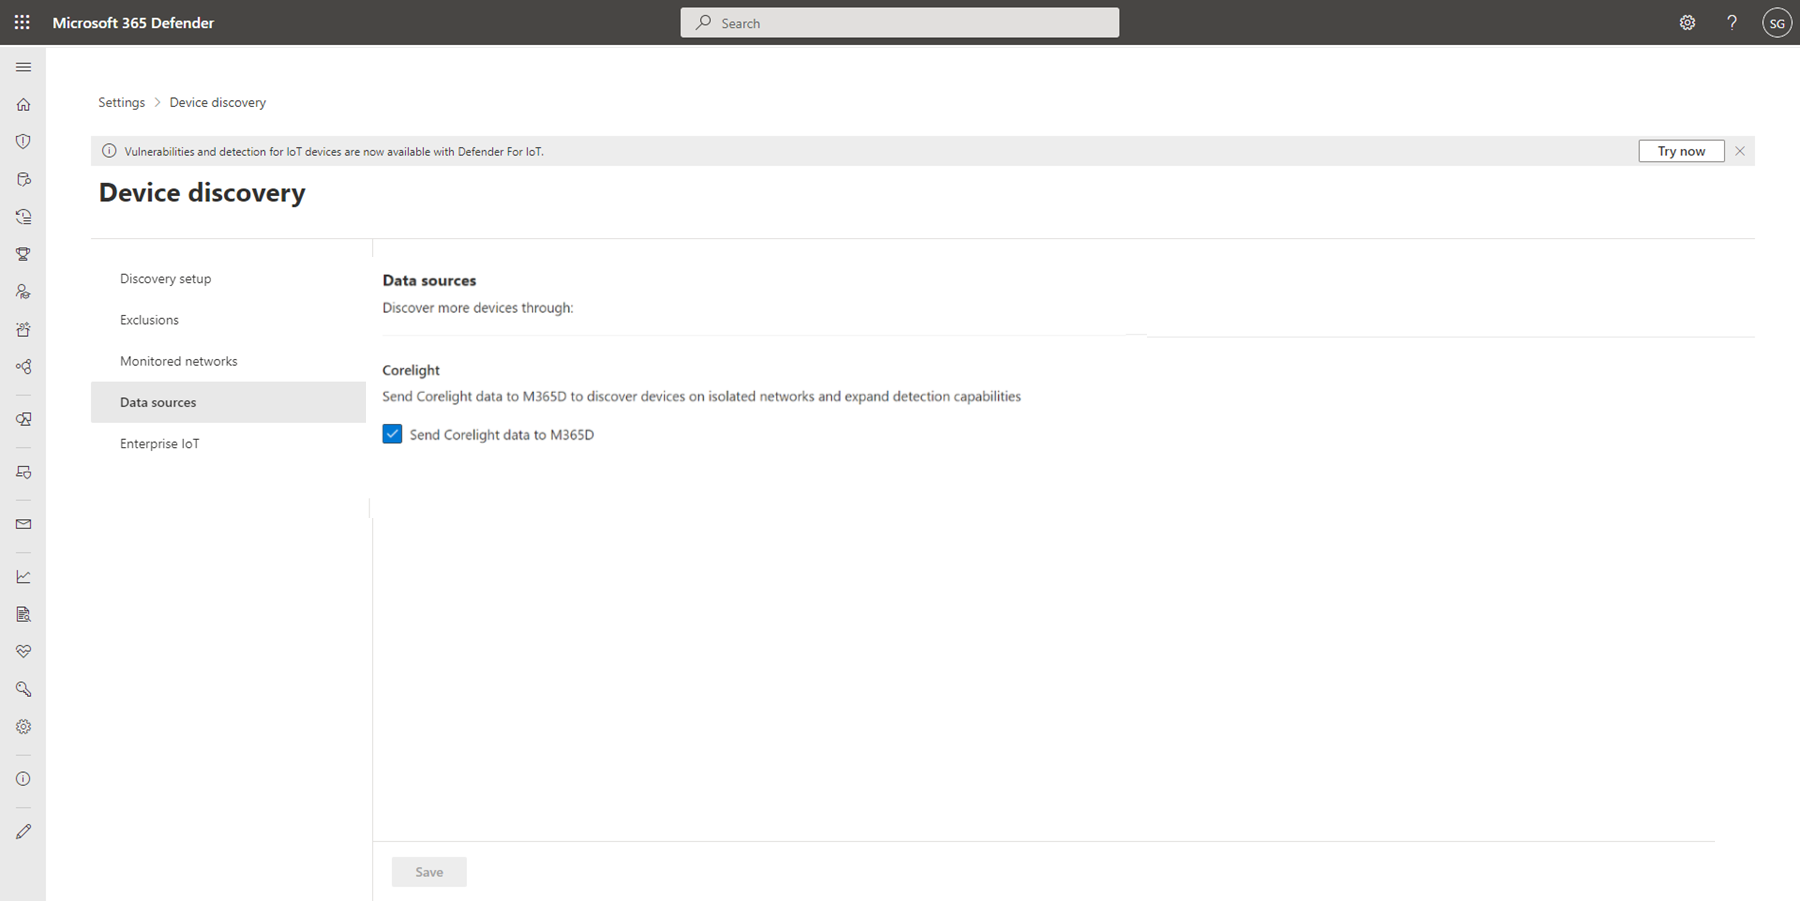 Microsoft 365 Defender
Search
SG
Settings > Device discovery
Vulnerabilities and detection for IoT devices are now available with Defender For IoT.
Try now
Device discovery
Discovery setup
Exclusions
Monitored networks
Data sources
Enterprise IoT
Data sources
Discover more devices through:
Corelight
Send Corelight data to M365D to discover devices on isolated networks and expand detection capabilities
Send Corelight data to M365D
Save